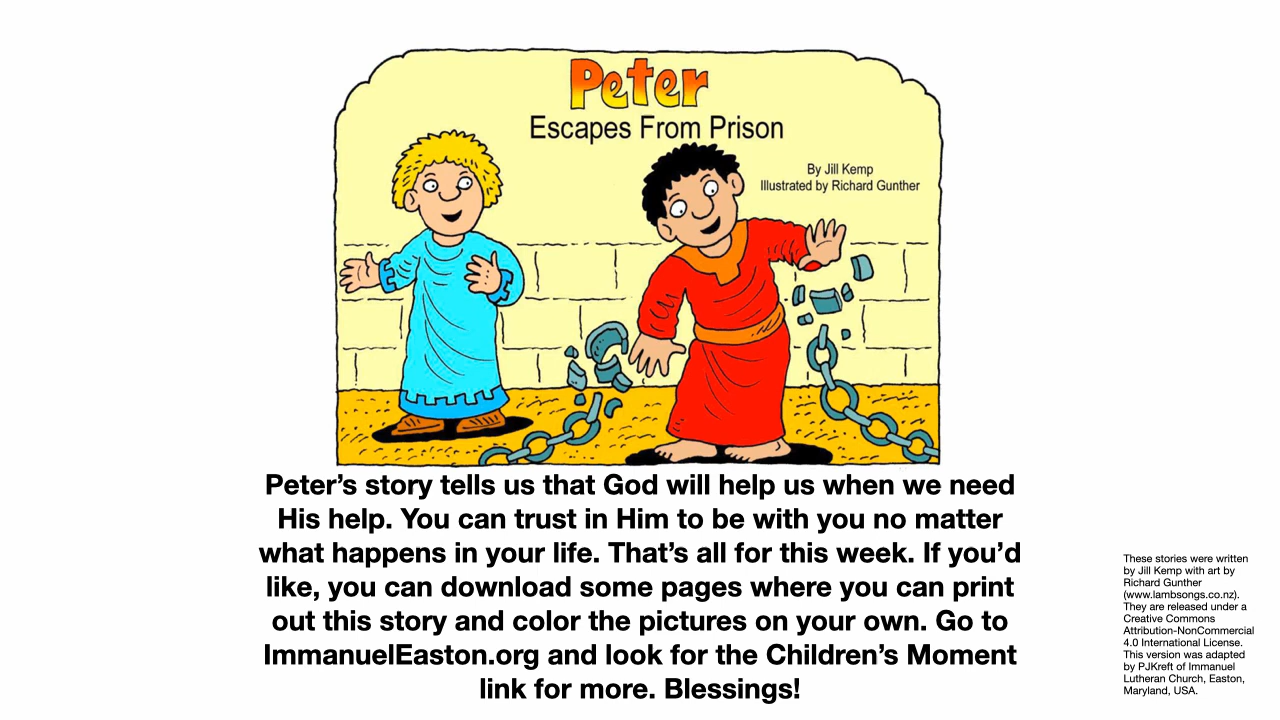 Peter
Escapes From Prison
By Jill Kemp
Illustrated by Richard Gunther
Peter’s story tells us that God will help us when we need
His help. You can trust in Him to be with you no matter
what happens in your life. That’s all for this week. If you’d
like, you can download some pages where you can print
out this story and color the pictures on your own. Go to
ImmanuelEaston.org and look for the Children’s Moment
link for more. Blessings!
These stories were written
by Jill Kemp with art by
Richard Gunther
(www.lambsongs.co.nz).
They are released under a
Creative Commons
Attribution-NonCommercial
4.0 International License.
This version was adapted
by PJKreft of Immanuel
Lutheran Church, Easton,
Maryland, USA.